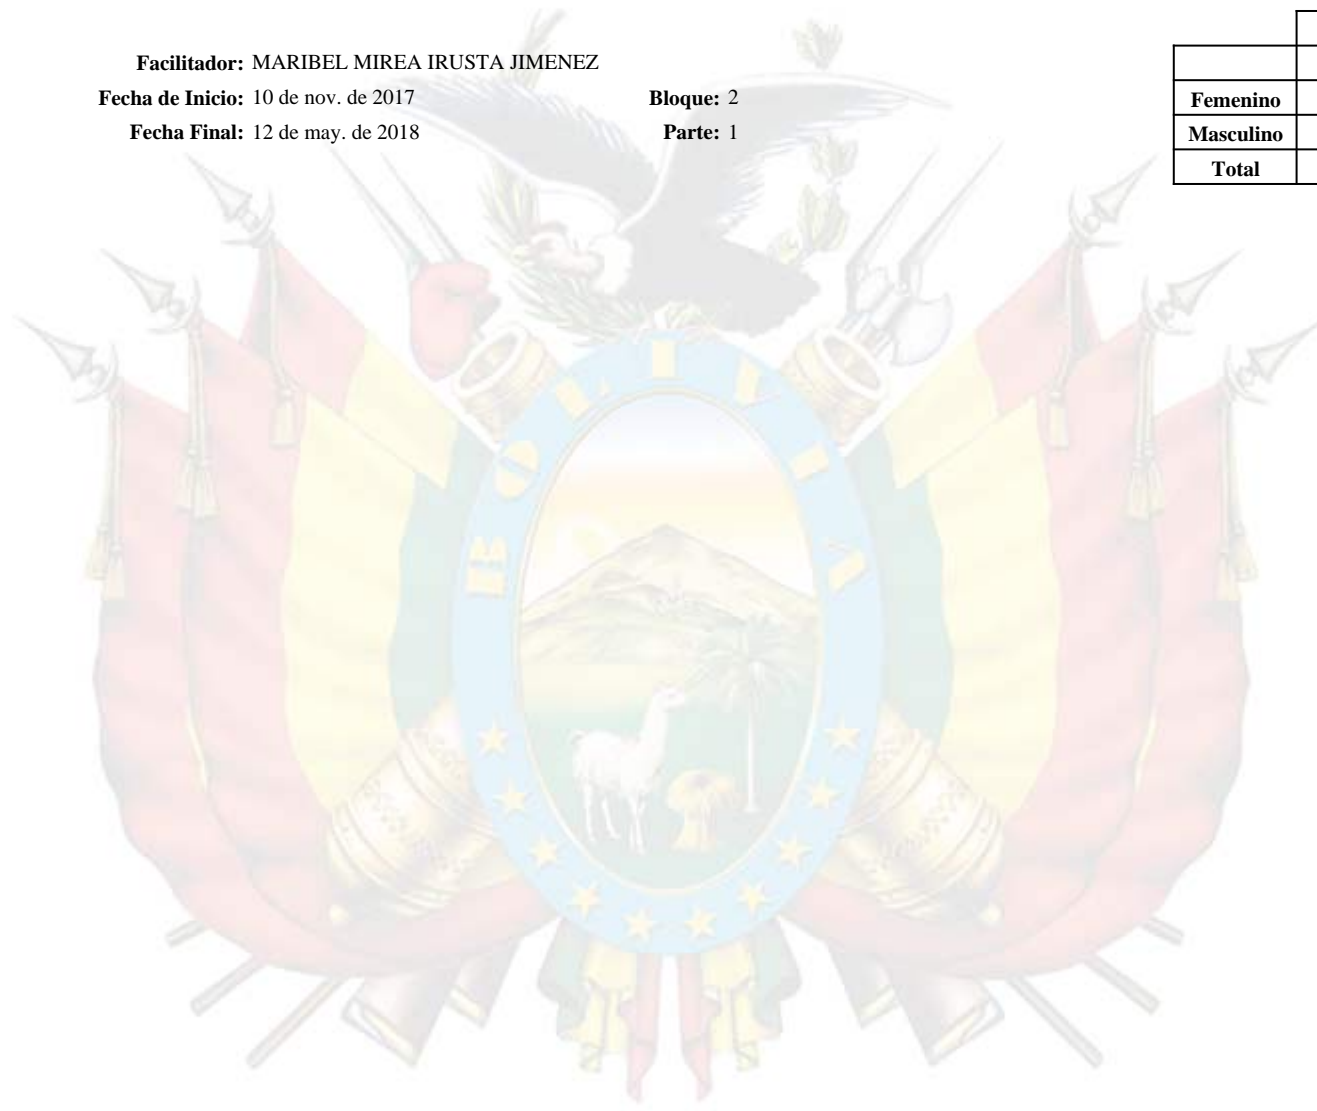 Facilitador: MARIBEL MIREA IRUSTA JIMENEZ
Fecha de Inicio: 10 de nov. de 2017 Bloque: 2
Fecha Final: 12 de may. de 2018 Parte: 1
Femenino
Masculino
Total
BOLIVIA